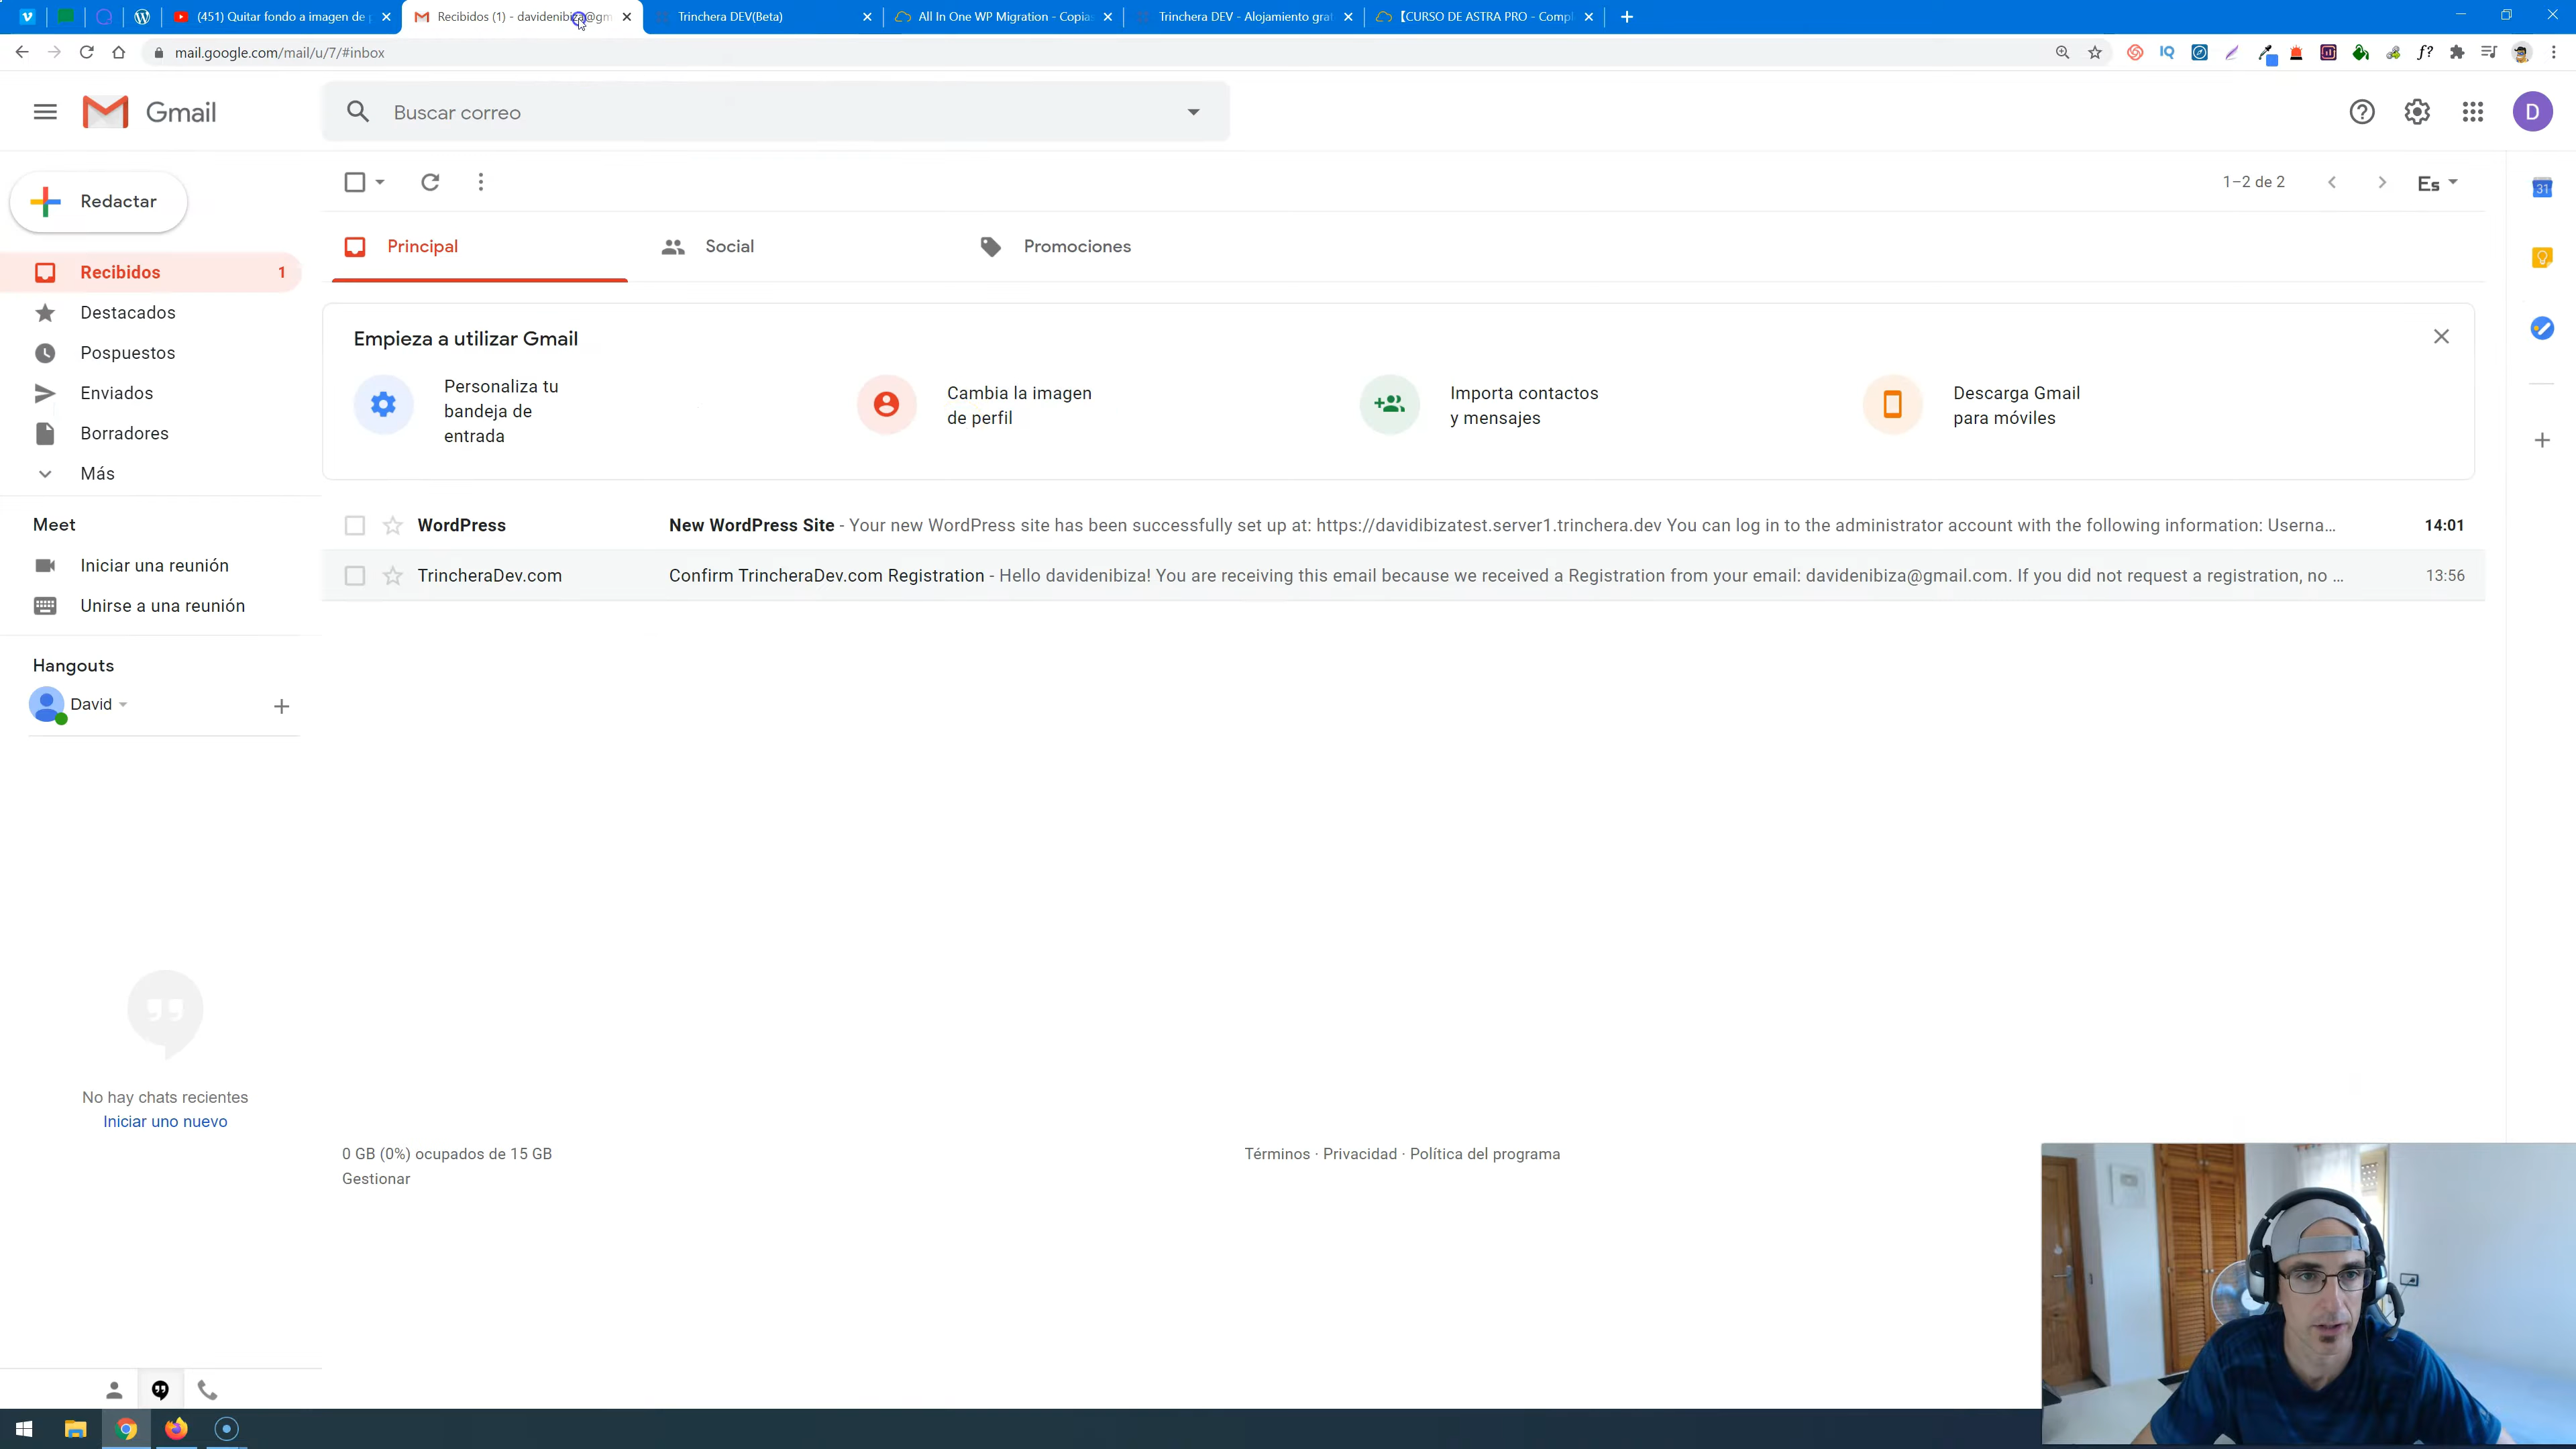 (451) Quitar fondo a imagen de
Recibidos (1) - davidenibiza@gm
Trinchera DEV(Beta)
All In One WP Migration - Copia
Trinchera DEV - Alojamiento gra
【CURSO DE ASTRA PRO - Comp
mail.google.com/mail/u/7/#inbox
Gmail
Buscar correo
D
Redactar
1–2 de 2
Es
31
Principal
Social
Promociones
Recibidos 1
Destacados
Pospuestos
Enviados
Borradores
Más
Empieza a utilizar Gmail
Personaliza tu
bandeja de
entrada
Cambia la imagen
de perfil
Importa contactos
y mensajes
Descarga Gmail
para móviles
WordPress New WordPress Site - Your new WordPress site has been successfully set up at: https://davidibizatest.server1.trinchera.dev You can log in to the administrator account with the following information: Userna... 14:01
TrincheraDev.com Confirm TrincheraDev.com Registration - Hello davidenibiza! You are receiving this email because we received a Registration from your email: davidenibiza@gmail.com. If you did not request a registration, no ... 13:56
Meet
Iniciar una reunión
Unirse a una reunión
Hangouts
David
No hay chats recientes
Iniciar uno nuevo
0 GB (0%) ocupados de 15 GB
Gestionar
Términos · Privacidad · Política del programa